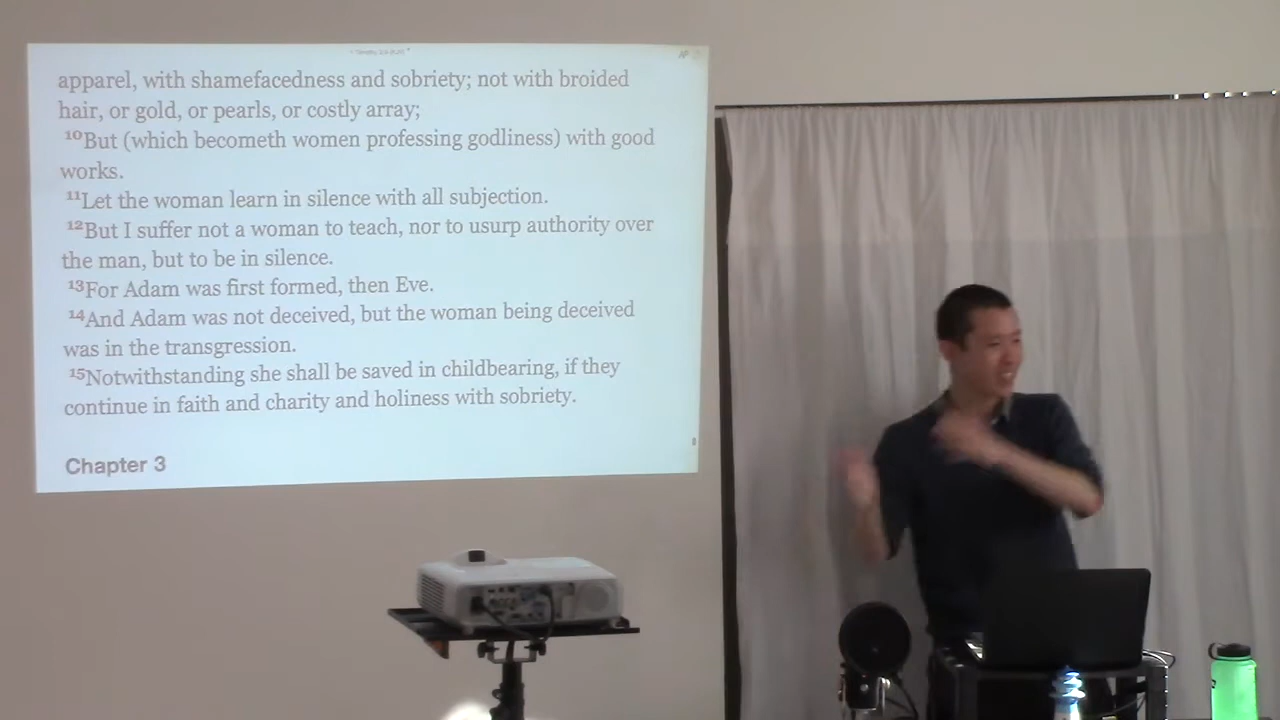 apparel, with shamefacedness and sobriety; not with broided
hair, or gold, or pearls, or costly array;
¹⁰But (which becometh women professing godliness) with good
works.
¹¹Let the woman learn in silence with all subjection.
¹²But I suffer not a woman to teach, nor to usurp authority over
the man, but to be in silence.
¹³For Adam was first formed, then Eve.
¹⁴And Adam was not deceived, but the woman being deceived
was in the transgression.
¹⁵Notwithstanding she shall be saved in childbearing, if they
continue in faith and charity and holiness with sobriety.
Chapter 3